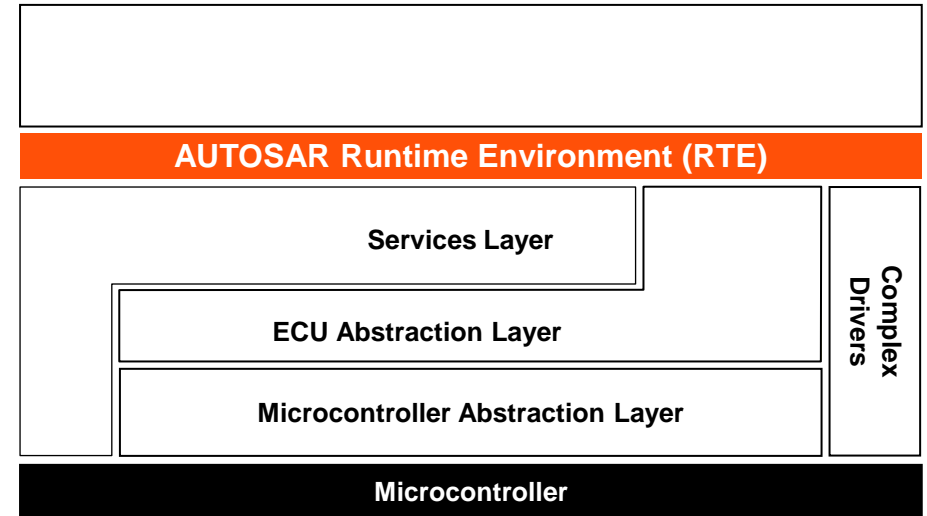 AUTOSAR Runtime Environment (RTE)
Services Layer
Complex
Drivers
ECU Abstraction Layer
Microcontroller Abstraction Layer
Microcontroller